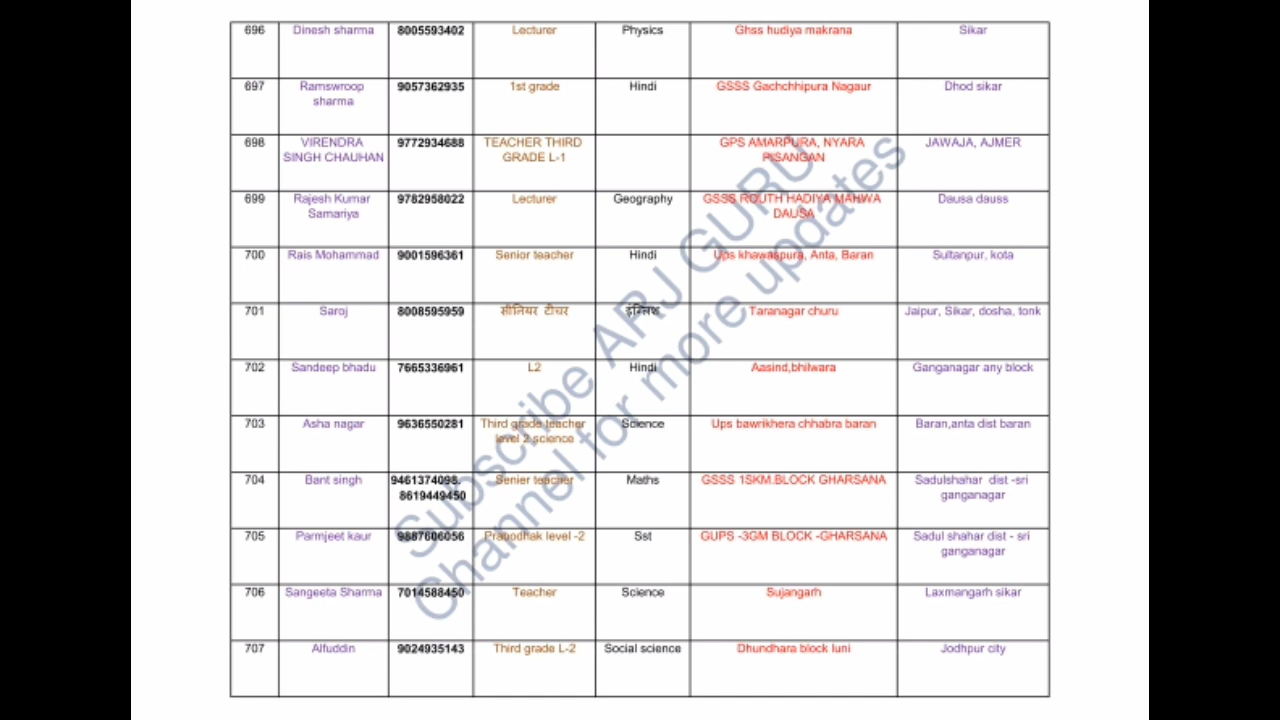 696 Dinesh sharma 8005593402 Lecturer Physics Ghss hudiya makrana Sikar
697 Ramswroop sharma 9057362935 1st grade Hindi GSSS Gachchhipura Nagaur Dhod sikar
698 VIRENDRA SINGH CHAUHAN 9772934688 TEACHER THIRD GRADE L-1 GPS AMARPURA, NYARA PISANGAN JAWAJA, AJMER
699 Rajesh Kumar Samariya 9782958022 Lecturer Geography GSSS ROUTH HADIYA MAHWA DAUSA Dausa dauss
700 Rais Mohammad 9001596361 Senior teacher Hindi Ups khawaspura, Anta, Baran Sultanpur, kota
701 Saroj 8008595959 सीनियर टीचर इंग्लिश Taranagar churu Jaipur, Sikar, dosha, tonk
702 Sandeep bhadu 7665336961 L2 Hindi Aasind,bhilwara Ganganagar any block
703 Asha nagar 9636550281 Third grade teacher level 2 science Science Ups bawrikhera chhabra baran Baran,anta dist baran
704 Bant singh 9461374098. 8619449450 Senier teacher Maths GSSS 1SKM.BLOCK GHARSANA Sadulshahar dist -sri ganganagar
705 Parmjeet kaur 9887606056 Prabodhak level -2 Sst GUPS -3GM BLOCK -GHARSANA Sadul shahar dist - sri ganganagar
706 Sangeeta Sharma 7014588450 Teacher Science Sujangarh Laxmangarh sikar
707 Alfuddin 9024935143 Third grade L-2 Social science Dhundhara block luni Jodhpur city
Subscribe ARJ GURU
Channel for more updates